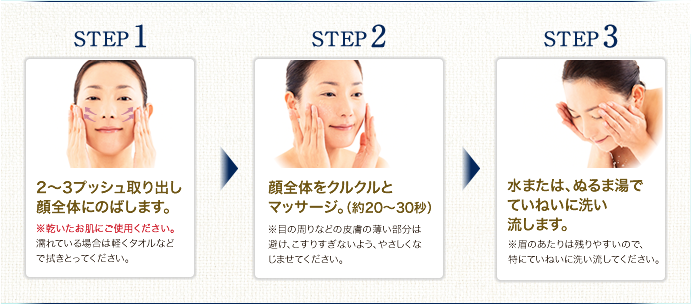 STEP 1
2～3プッシュ取り出し
顔全体にのばします。
※乾いたお肌にご使用ください。
濡れている場合は軽くタオルなど
で拭きとってください。
STEP 2
顔全体をクルクルと
マッサージ。(約20～30秒)
※目の周りなどの皮膚の薄い部分は
避け、こすりすぎないよう、やさしくな
じませてください。
STEP 3
水または、ぬるま湯で
ていねいに洗い
流します。
※眉のあたりは残りやすいので、
特にていねいに洗い流してください。